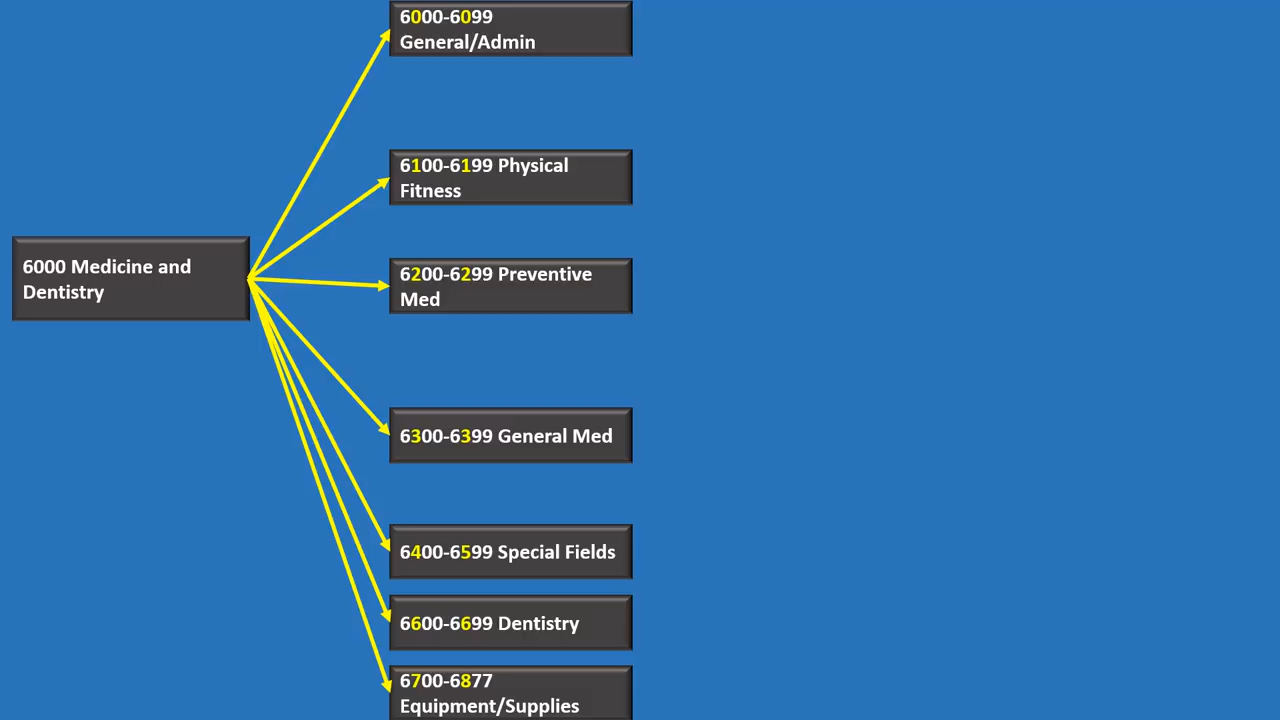 6000-6099
General/Admin
6100-6199 Physical
Fitness
6000 Medicine and
Dentistry
6200-6299 Preventive
Med
6300-6399 General Med
6400-6599 Special Fields
6600-6699 Dentistry
6700-6877
Equipment/Supplies